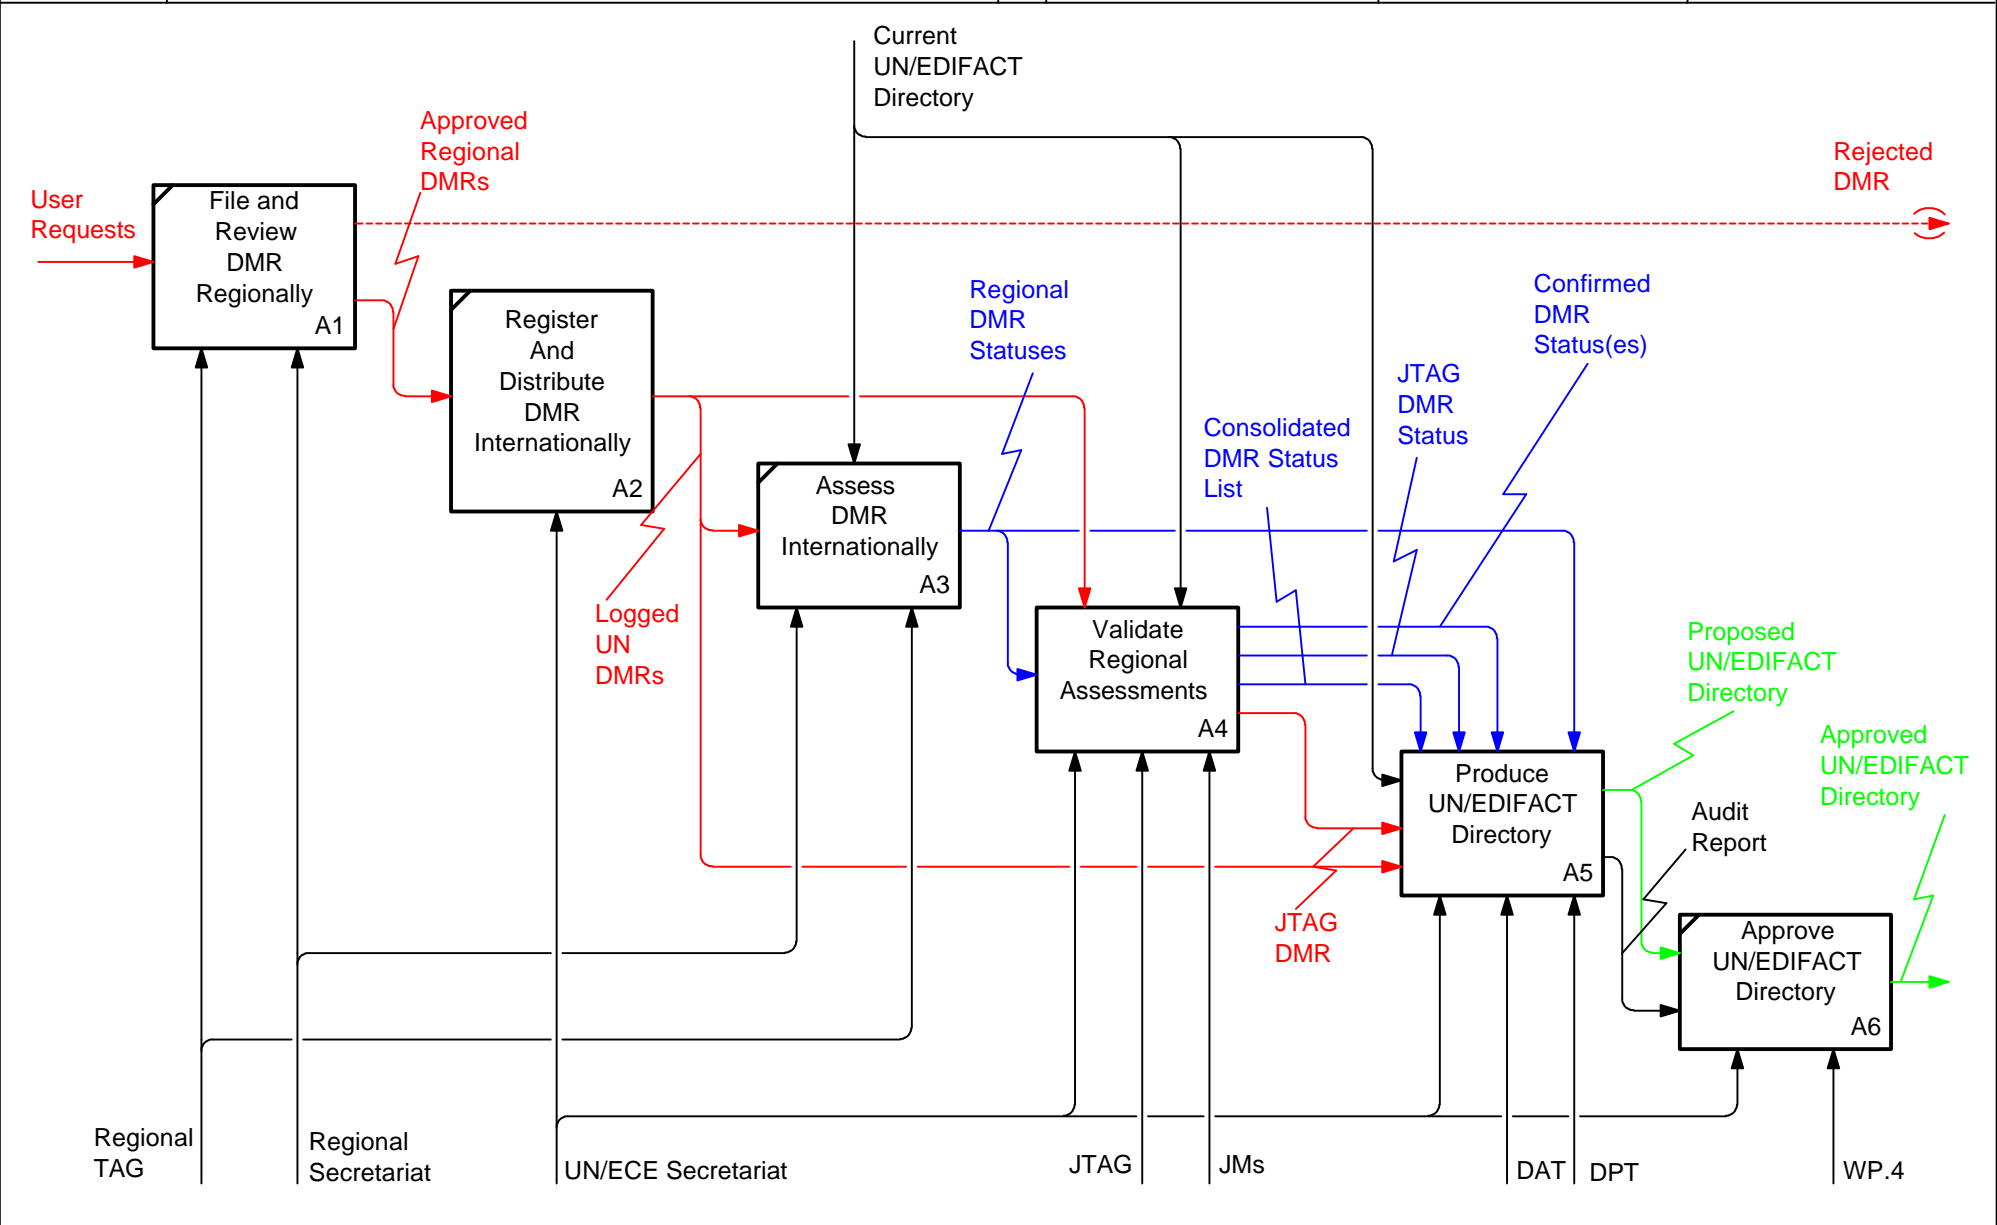 Current
UN/EDIFACT
Directory
Approved
Regional
DMRs
Rejected
DMR
User
Requests
File and
Review
DMR
Regionally
A1
Register
And
Distribute
DMR
Internationally
A2
Regional
DMR
Statuses
Confirmed
DMR
Status(es)
JTAG
DMR
Status
Consolidated
DMR Status
List
Assess
DMR
Internationally
A3
Logged
UN
DMRs
Validate
Regional
Assessments
A4
Proposed
UN/EDIFACT
Directory
Approved
UN/EDIFACT
Directory
Produce
UN/EDIFACT
Directory
A5
Audit
Report
JTAG
DMR
Approve
UN/EDIFACT
Directory
A6
Regional
TAG
Regional
Secretariat
UN/ECE Secretariat
JTAG
JMs
DAT
DPT
WP.4